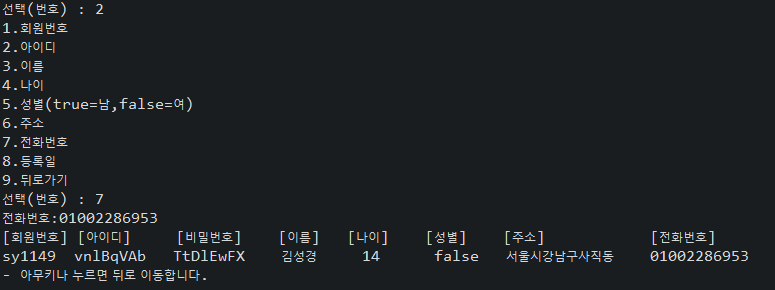 선택(번호) : 2
1.회원번호
2.아이디
3.이름
4.나이
5.성별(true=남,false=여)
6.주소
7.전화번호
8.등록일
9.뒤로가기
선택(번호) : 7
전화번호:01002286953
[회원번호] [아이디] [비밀번호] [이름] [나이] [성별] [주소] [전화번호]
sy1149 vnlBqVAb TtDlEwFX 김성경 14 false 서울시강남구사직동 01002286953
- 아무키나 누르면 뒤로 이동합니다.